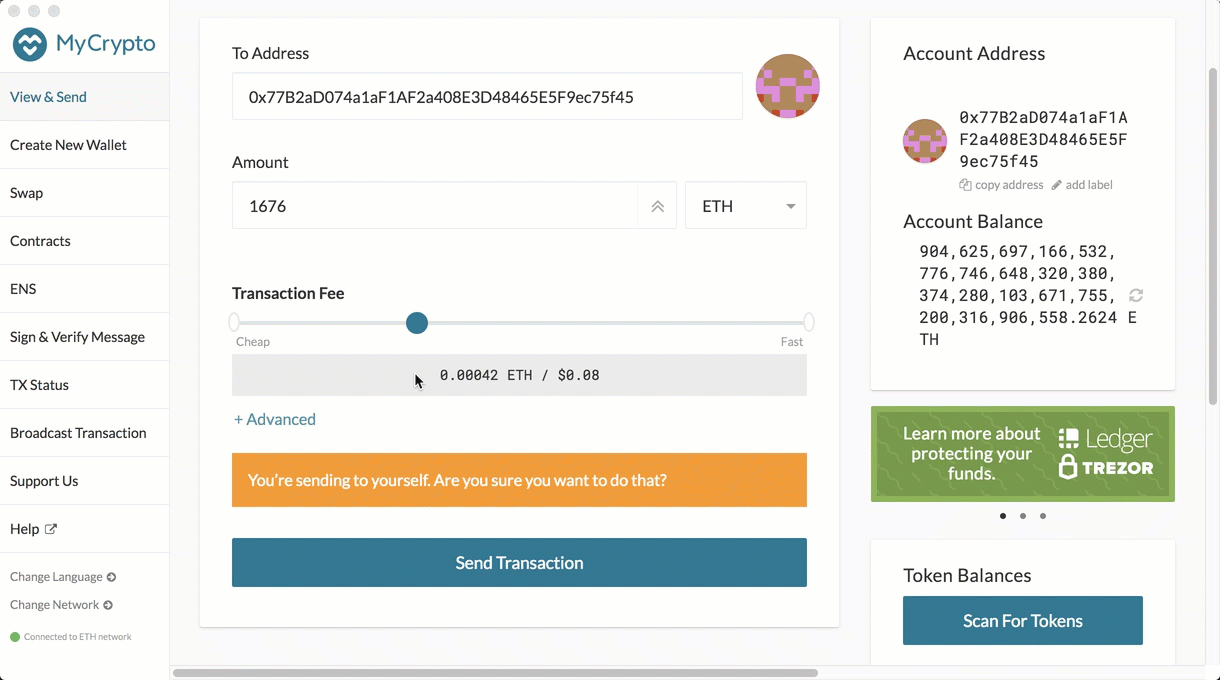 MyCrypto
View & Send
Create New Wallet
Swap
Contracts
ENS
Sign & Verify Message
TX Status
Broadcast Transaction
Support Us
Help
Change Language
Change Network
Connected to ETH network
To Address
0x77B2aD074a1aF1AF2a408E3D48465E5F9ec75f45
Amount
1676
ETH
Transaction Fee
Cheap
Fast
0.00042 ETH / $0.08
+ Advanced
You're sending to yourself. Are you sure you want to do that?
Send Transaction
Account Address
0x77B2aD074a1aF1A
F2a408E3D48465E5F
9ec75f45
copy address
add label
Account Balance
904,625,697,166,532,
776,746,648,320,380,
374,280,103,671,755,
200,316,906,558.2624 E
TH
Learn more about
protecting your
funds.
Ledger
TREZOR
Token Balances
Scan For Tokens